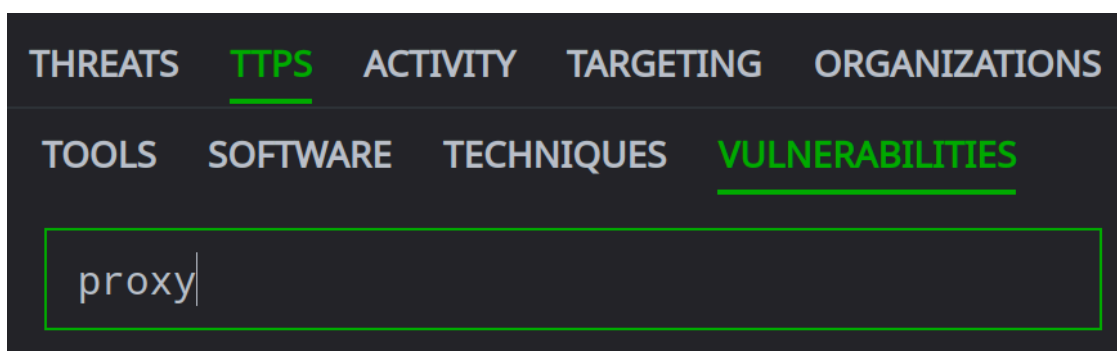 THREATS TTPS ACTIVITY TARGETING ORGANIZATIONS
TOOLS SOFTWARE TECHNIQUES VULNERABILITIES
proxy